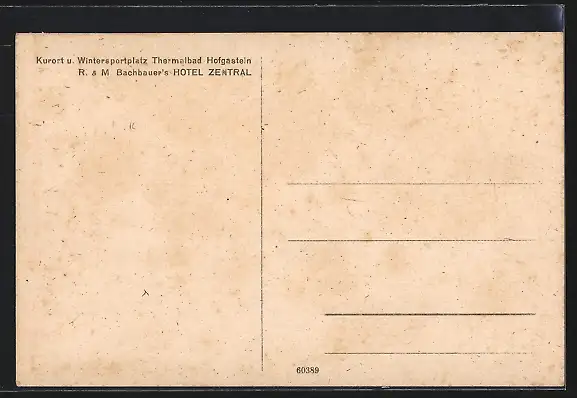 Kurort u. Wintersportplatz Thermalbad Hofgastein
R. & M Bachbauer's HOTEL ZENTRAL
60389